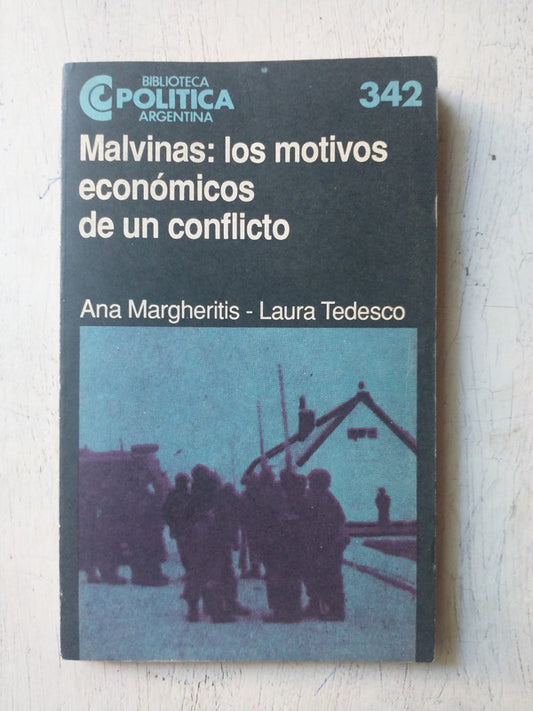 BIBLIOTECA
POLITICA
ARGENTINA
342
Malvinas: los motivos
económicos
de un conflicto
Ana Margheritis - Laura Tedesco